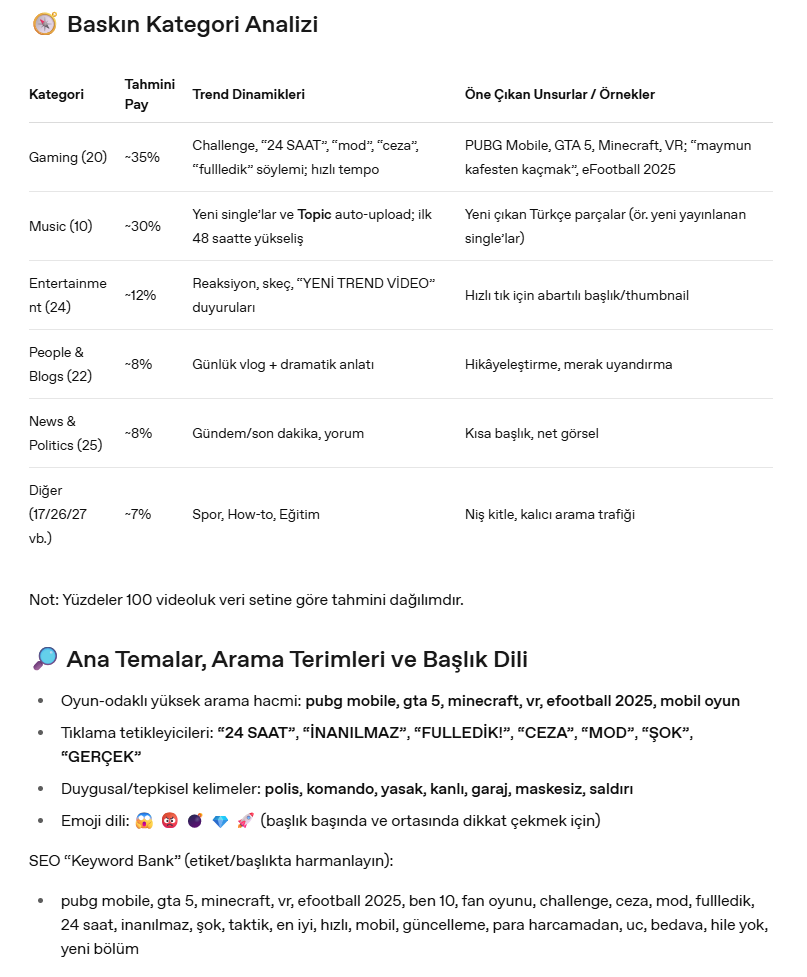 🧭 Baskın Kategori Analizi
Kategori
Tahmini
Pay
Trend Dinamikleri
Öne Çıkan Unsurlar / Örnekler
Gaming (20)
~35%
Challenge, “24 SAAT”, “mod”, “ceza”,
“fullledik” söylemi; hızlı tempo
PUBG Mobile, GTA 5, Minecraft, VR; “maymun
kafesten kaçmak”, eFootball 2025
Music (10)
~30%
Yeni single’lar ve Topic auto-upload; ilk
48 saatte yükseliş
Yeni çıkan Türkçe parçalar (ör. yeni yayınlanan
single’lar)
Entertainme
nt (24)
~12%
Reaksiyon, skeç, “YENİ TREND VİDEO”
duyuruları
Hızlı tık için abartılı başlık/thumbnail
People &
Blogs (22)
~8%
Günlük vlog + dramatik anlatı
Hikâyeleştirme, merak uyandırma
News &
Politics (25)
~8%
Gündem/son dakika, yorum
Kısa başlık, net görsel
Diğer
(17/26/27
vb.)
~7%
Spor, How-to, Eğitim
Niş kitle, kalıcı arama trafiği
Not: Yüzdeler 100 videoluk veri setine göre tahmini dağılımdır.
🔎 Ana Temalar, Arama Terimleri ve Başlık Dili
• Oyun-odaklı yüksek arama hacmi: pubg mobile, gta 5, minecraft, vr, efootball 2025, mobil oyun
• Tıklama tetikleyicileri: “24 SAAT”, “İNANILMAZ”, “FULLEDİK!”, “CEZA”, “MOD”, “ŞOK”,
“GERÇEK”
• Duygusal/tepkisel kelimeler: polis, komando, yasak, kanlı, garaj, maskesiz, saldırı
• Emoji dili: 😱 👹 💣 💎 🚀 (başlık başında ve ortasında dikkat çekmek için)
SEO “Keyword Bank” (etiket/başlıkta harmanlayın):
• pubg mobile, gta 5, minecraft, vr, efootball 2025, ben 10, fan oyunu, challenge, ceza, mod, fullledik,
24 saat, inanılmaz, şok, taktik, en iyi, hızlı, mobil, güncelleme, para harcamadan, uc, bedava, hile yok,
yeni bölüm